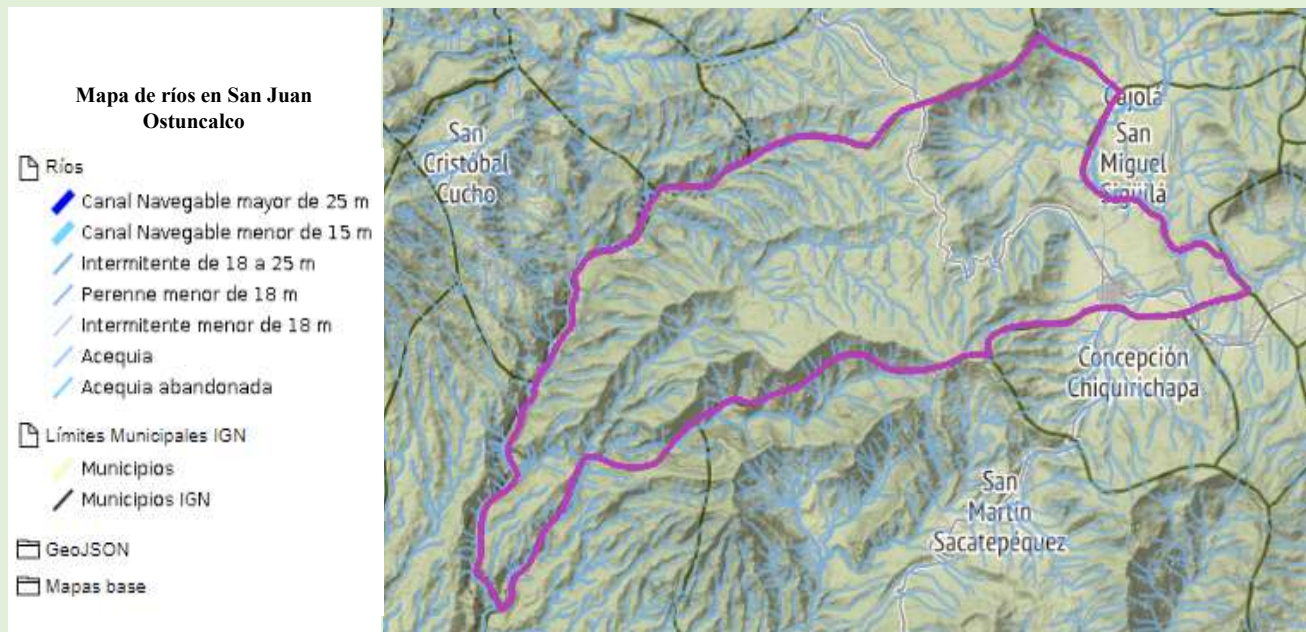 Mapa de ríos en San Juan
Ostuncalco
Ríos
Canal Navegable mayor de 25 m
Canal Navegable menor de 15 m
Intermitente de 18 a 25 m
Perenne menor de 18 m
Intermitente menor de 18 m
Acequia
Acequia abandonada
Límites Municipales IGN
Municipios
Municipios IGN
GeoJSON
Mapas base
San
Cristóbal
Cucho
Cajolá
San
Miguel
Sigüilá
Concepción
Chiquirichapa
San
Martín
Sacatepéquez